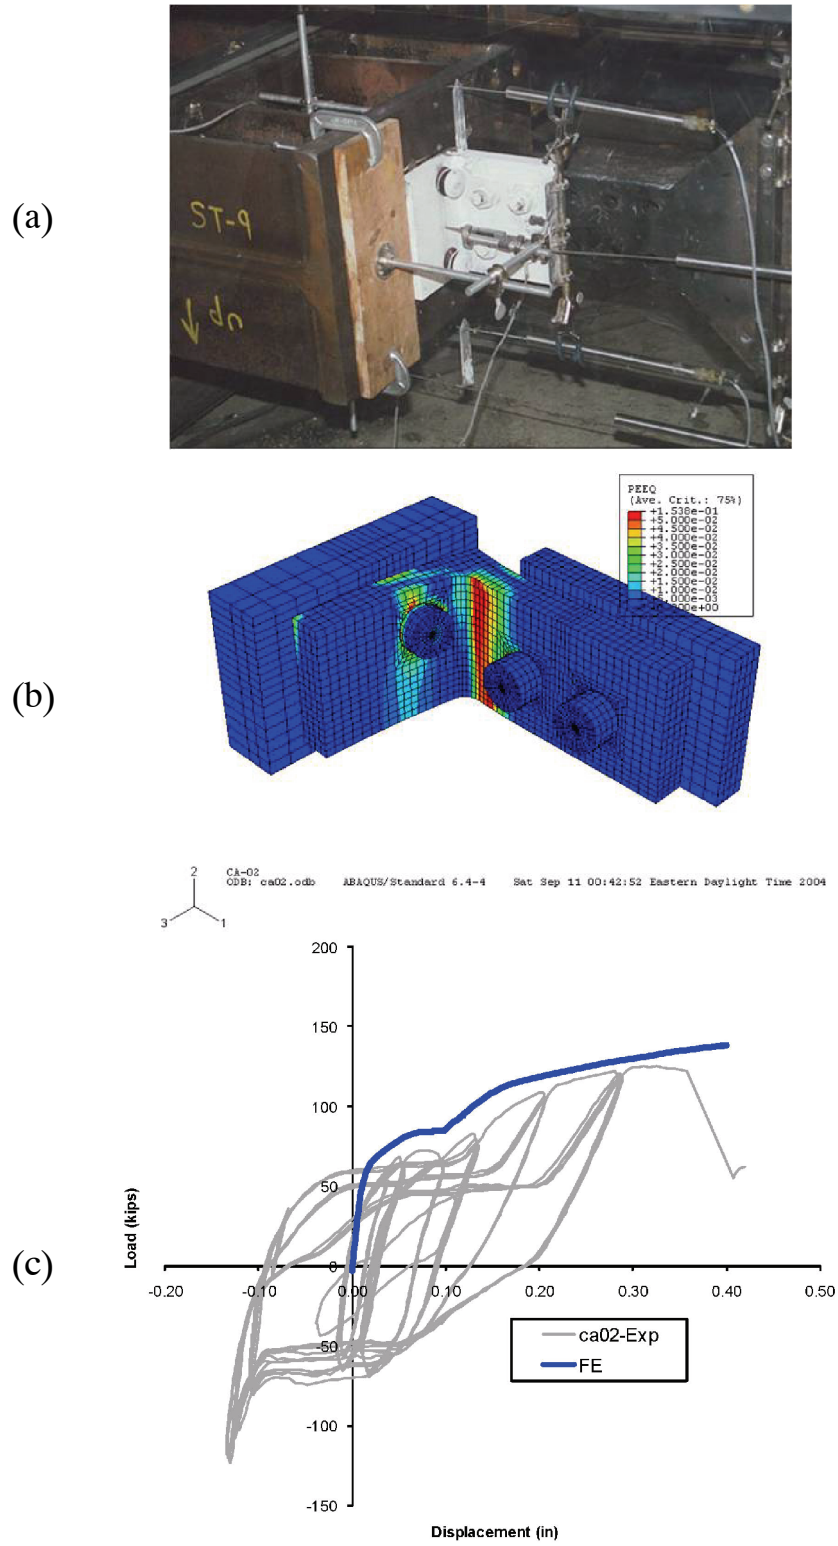 (a)
ST-9
↓ dn
(b)
PEEQ
(Ave. Crit.: 75%)
+1.538e-01
+5.000e-02
+4.500e-02
+4.000e-02
+3.500e-02
+3.000e-02
+2.500e-02
+2.000e-02
+1.500e-02
+1.000e-02
2
3
1
CA-02
ODB: ca02.odb ABAQUS/Standard 6.4-4 Sat Sep 11 00:42:52 Eastern Daylight Time 2004
(c)
200
150
100
50
0
-50
-100
-150
Load (kips)
-0.20 -0.10 0.00 0.10 0.20 0.30 0.40 0.50
ca02-Exp
FE
Displacement (in)